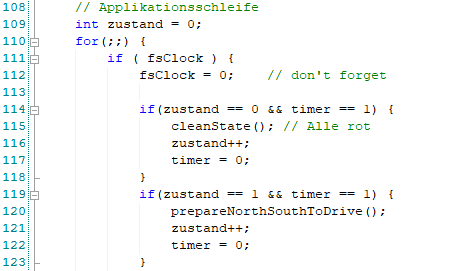 108 // Applikationsschleife
109 int zustand = 0;
110 for(;;) {
111 if ( fsClock ) {
112 fsClock = 0; // don't forget
113
114 if(zustand == 0 && timer == 1) {
115 cleanState(); // Alle rot
116 zustand++;
117 timer = 0;
118 }
119 if(zustand == 1 && timer == 1) {
120 prepareNorthSouthToDrive();
121 zustand++;
122 timer = 0;
123 }